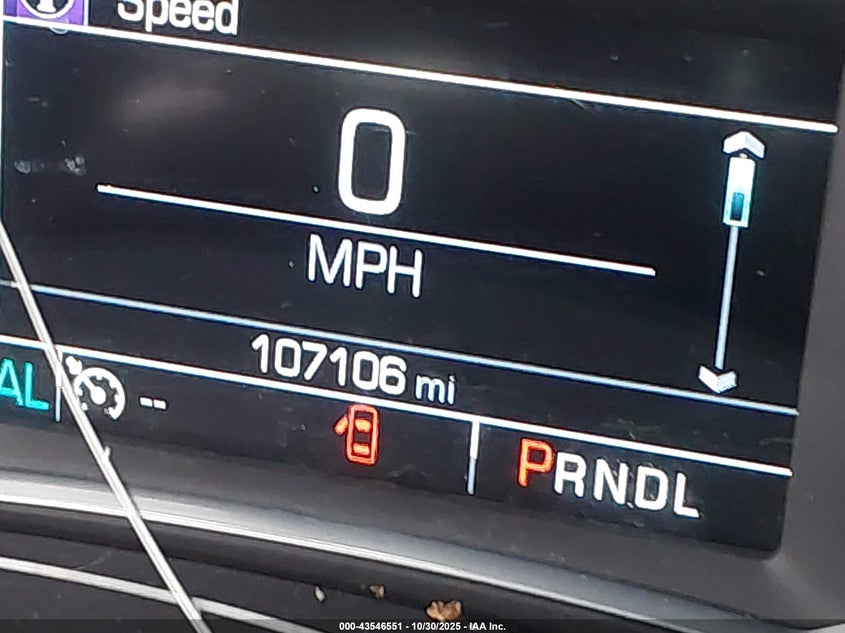 Speed
0
MPH
107106 mi
AL
--
PRNDL
000-43546551 - 10/30/2025 - IAA Inc.